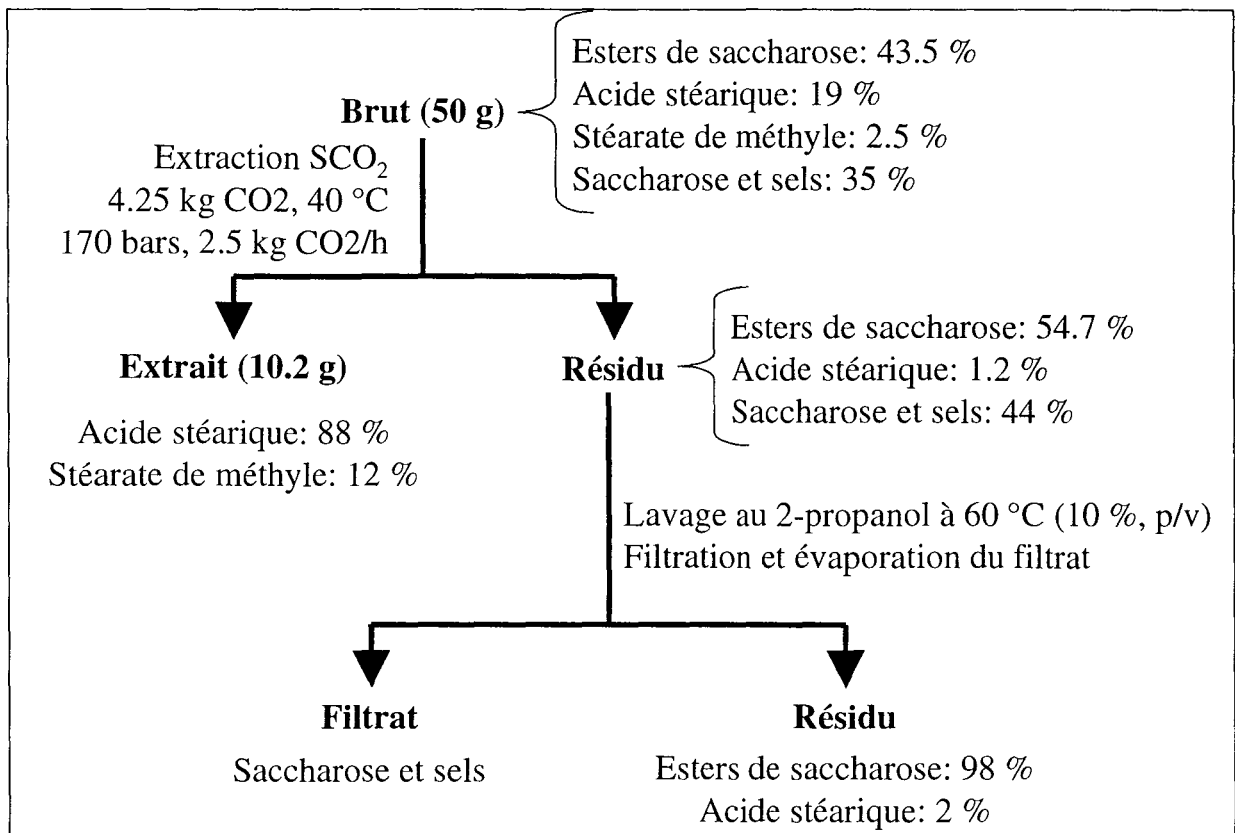 Esters de saccharose: 43.5 %
Acide stéarique: 19 %
Brut (50 g)
Stéarate de méthyle: 2.5 %
Saccharose et sels: 35 %
Extraction SCO₂
4.25 kg CO2, 40 °C
170 bars, 2.5 kg CO2/h
Esters de saccharose: 54.7 %
Extrait (10.2 g)
Résidu
Acide stéarique: 1.2 %
Saccharose et sels: 44 %
Acide stéarique: 88 %
Stéarate de méthyle: 12 %
Lavage au 2-propanol à 60 °C (10 %, p/v)
Filtration et évaporation du filtrat
Filtrat
Résidu
Saccharose et sels
Esters de saccharose: 98 %
Acide stéarique: 2 %